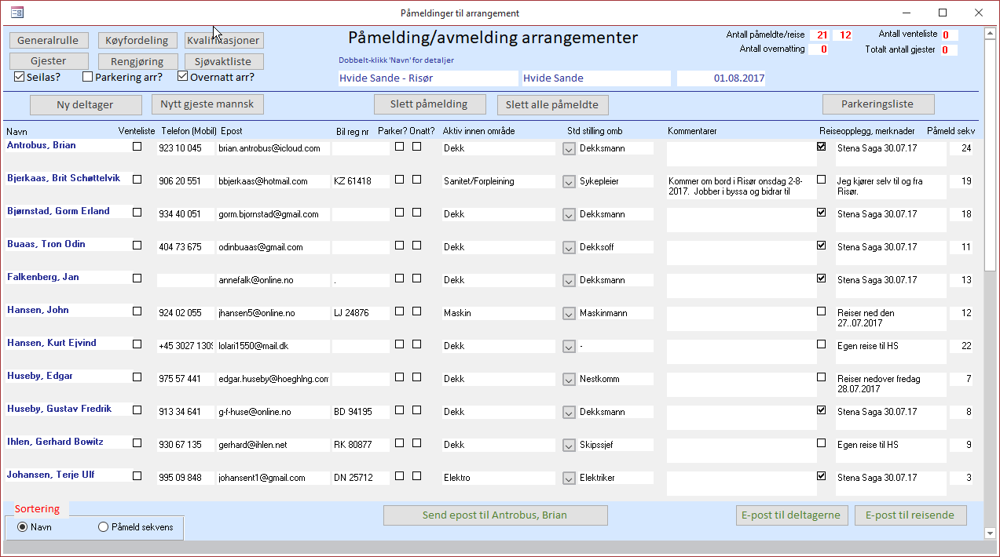 Påmeldinger til arrangement
Generalrulle Køyfordeling Kvalifikasjoner
Gjester Rengjøring Sjøvaktliste
Seilas? Parkering arr? Overnatt arr?
Påmelding/avmelding arrangementer
Dobbelt-klikk 'Navn' for detaljer
Hvide Sande - Risør Hvide Sande 01.08.2017
Antall påmeldte/reise 21 12 Antall venteliste 0
Antall overnatting 0 Totalt antall gjester 0
Ny deltager Nytt gjeste mannsk Slett påmelding Slett alle påmeldte Parkeringsliste
Navn Venteliste Telefon (Mobil) Epost Bil reg nr Parker? Onatt? Aktiv innen område Std stilling omb Kommentarer Reiseopplegg, merknader Påmeld sekv
Antrobus, Brian 923 10 045 brian.antrobus@icloud.com Dekk Dekksmann Stena Saga 30.07.17 24
Bjerkaas, Brit Schøttelvik 906 20 551 bbjerkaas@hotmail.com KZ 61418 Sanitet/Forpleining Sykepleier Kommer om bord i Risør onsdag 2-8- Jeg kjører selv til og fra 19
2017. Jobber i byssa og bidrar til Risør.
Bjørnstad, Gorm Erland 934 40 051 gorm.bjornstad@gmail.com Dekk Dekksmann Stena Saga 30.07.17 18
Buaas, Tron Odin 404 73 675 odinbuaas@gmail.com Dekk Dekksoff Stena Saga 30.07.17 11
Falkenberg, Jan annefalk@online.no . Dekk Dekksmann Stena Saga 30.07.17 13
Hansen, John 924 02 055 jhansen5@online.no LJ 24876 Maskin Maskinmann Reiser ned den 12
27..07.2017
Hansen, Kurt Ejvind +45 3027 1309 lolari1550@mail.dk Dekk - Egen reise til HS 22
Huseby, Edgar 975 57 441 edgar.huseby@hoeghlng.com Dekk Nestkomm Reiser nedover fredag 7
28.07.2017
Huseby, Gustav Fredrik 913 34 641 g-f-huse@online.no BD 94195 Dekk Dekksmann Stena Saga 30.07.17 8
Ihlen, Gerhard Bowitz 930 67 135 gerhard@ihlen.net RK 80877 Dekk Skipssjef Egen reise til HS 9
Johansen, Terje Ulf 995 09 848 johansent1@gmail.com DN 25712 Elektro Elektriker Stena Saga 30.07.17 3
Sortering
Navn Påmeld sekvens
Send epost til Antrobus, Brian E-post til deltagerne E-post til reisende